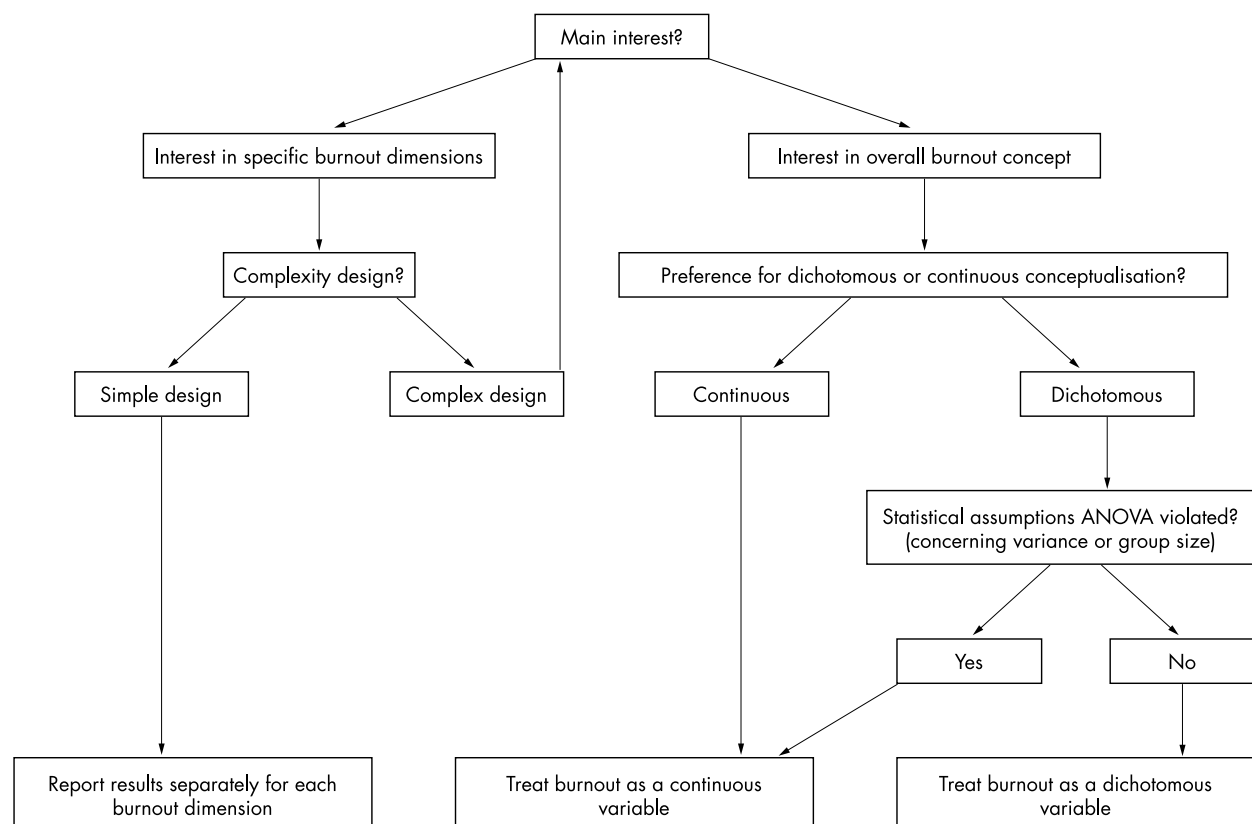 Main interest?
Interest in specific burnout dimensions
Interest in overall burnout concept
Complexity design?
Preference for dichotomous or continuous conceptualisation?
Simple design
Complex design
Continuous
Dichotomous
Statistical assumptions ANOVA violated?
(concerning variance or group size)
Yes
No
Report results separately for each
burnout dimension
Treat burnout as a continuous
variable
Treat burnout as a dichotomous
variable